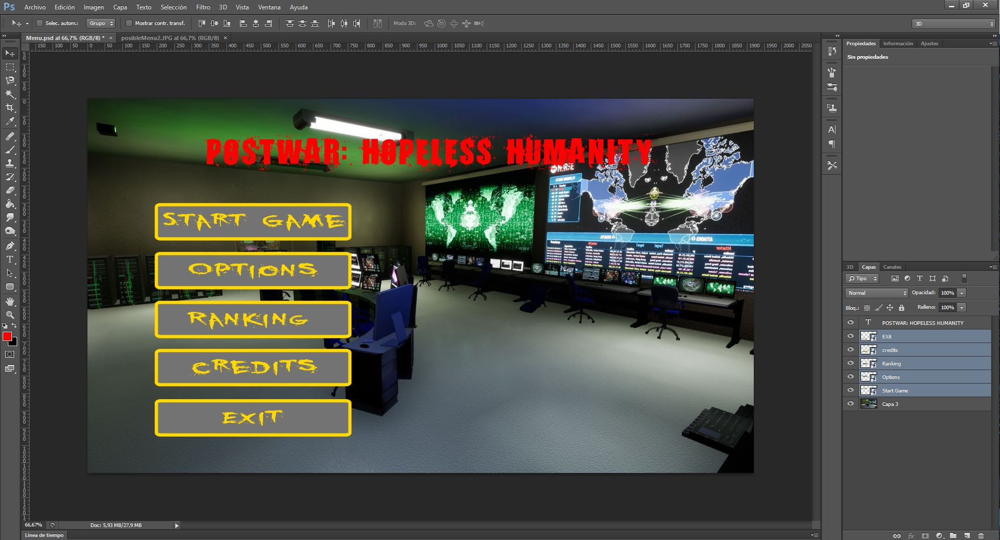 Ps Archivo Edición Imagen Capa Texto Selección Filtro 3D Vista Ventana Ayuda
Selec. autom.: Grupo Mostrar contr. transf. Modo 3D: 3D
Menu.psd al 66,7% (RGB/8) * × posibleMenu2.JPG al 66,7% (RGB/8) ×
150 100 50 0 50 100 150 200 250 300 350 400 450 500 550 600 650 700 750 800 850 900 950 1000 1050 1100 1150 1200 1250 1300 1350 1400 1450 1500 1550 1600 1650 1700 1750 1800 1850 1900 1950 2000 2050
POSTWAR: HOPELESS HUMANITY
NORSE
START GAME
OPTIONS
RANKING
CREDITS
EXIT
ATTACKS
Attacker
Target
66,67% Doc: 5,93 MB/27,9 MB
Línea de tiempo
Propiedades Información Ajustes
Sin propiedades
3D Capas Canales
Tipo
Normal Opacidad: 100%
Bloq.: Relleno: 100%
T POSTWAR: HOPELESS HUMANITY
EXit
credits
Ranking
Options
Start Game
Capa 3
fx